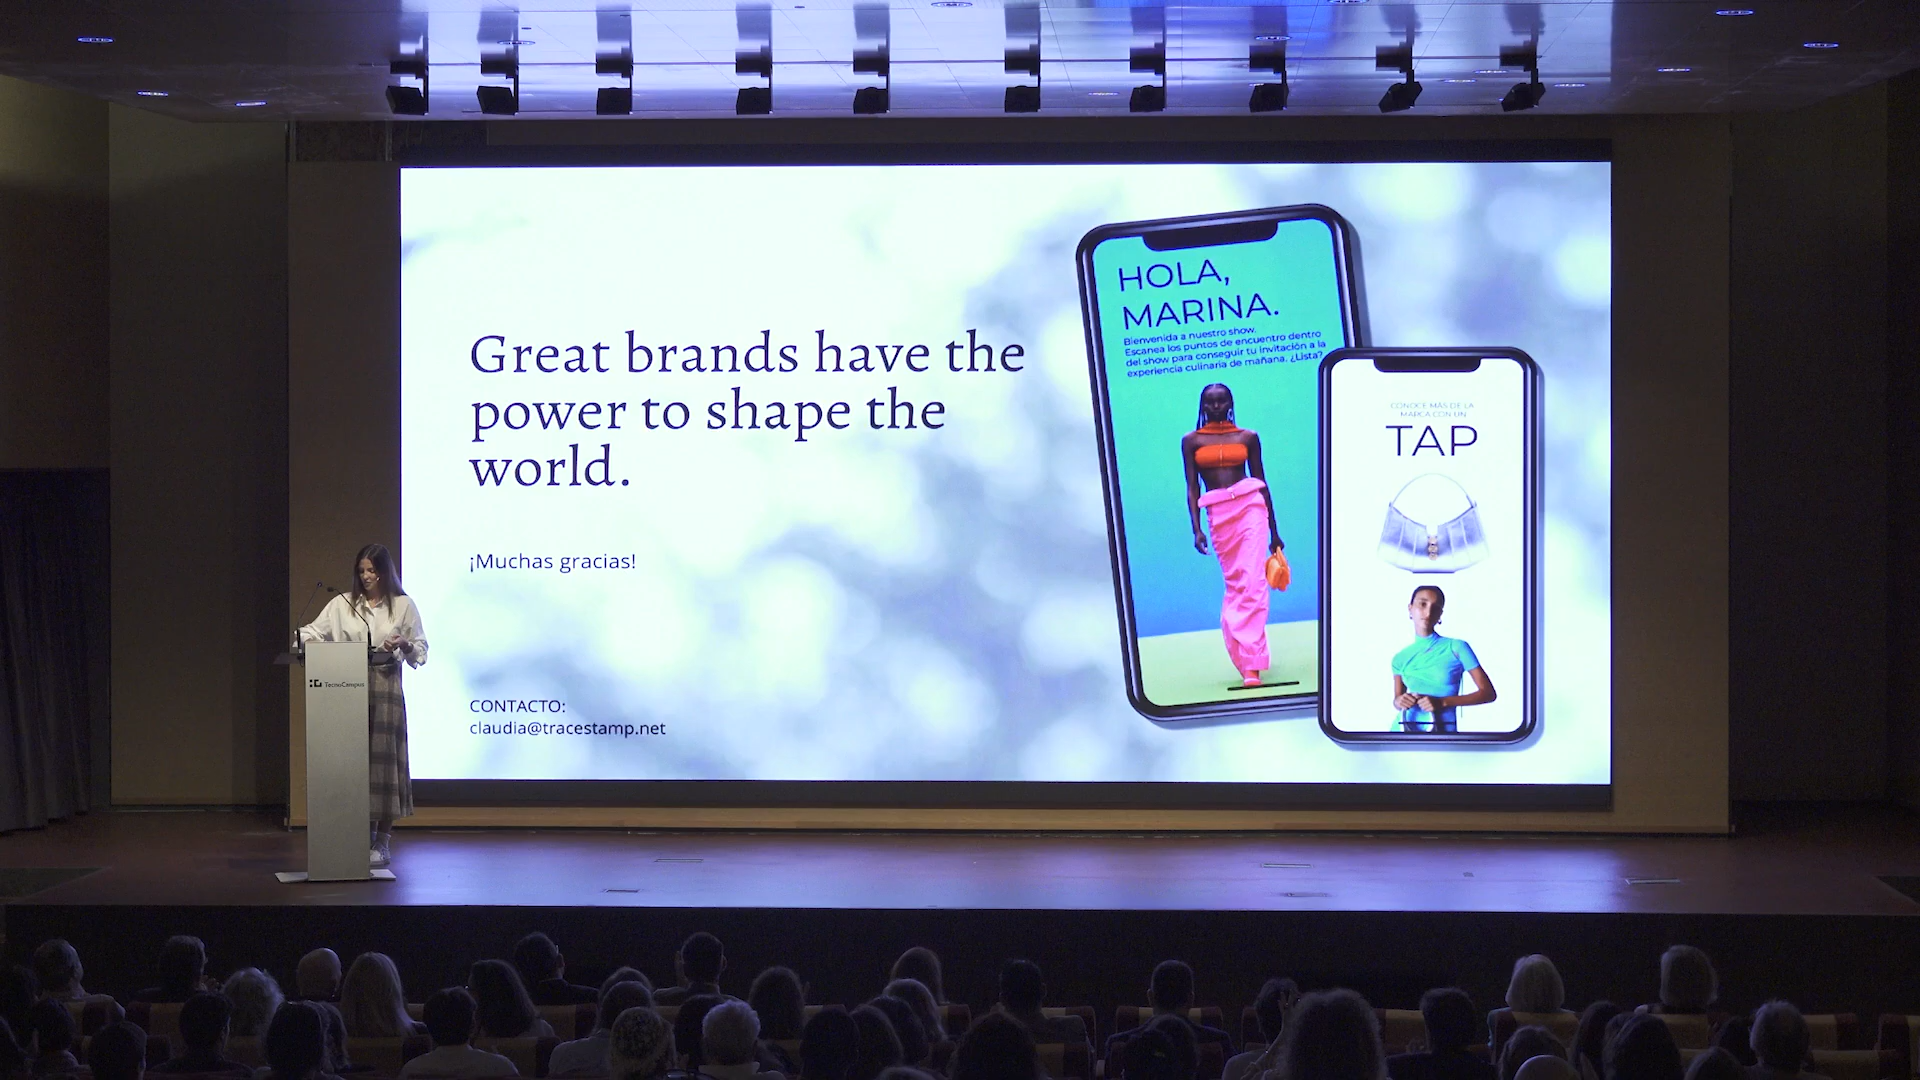 Great brands have the
power to shape the
world.
¡Muchas gracias!
CONTACTO:
claudia@tracestamp.net
HOLA,
MARINA.
Bienvenida a nuestro show.
Escanea los puntos de encuentro dentro
del show para conseguir tu invitación a la
experiencia culinaria de mañana. ¿Lista?
CONOCE MÁS DE LA
MARCA CON UN
TAP
TecnoCampus